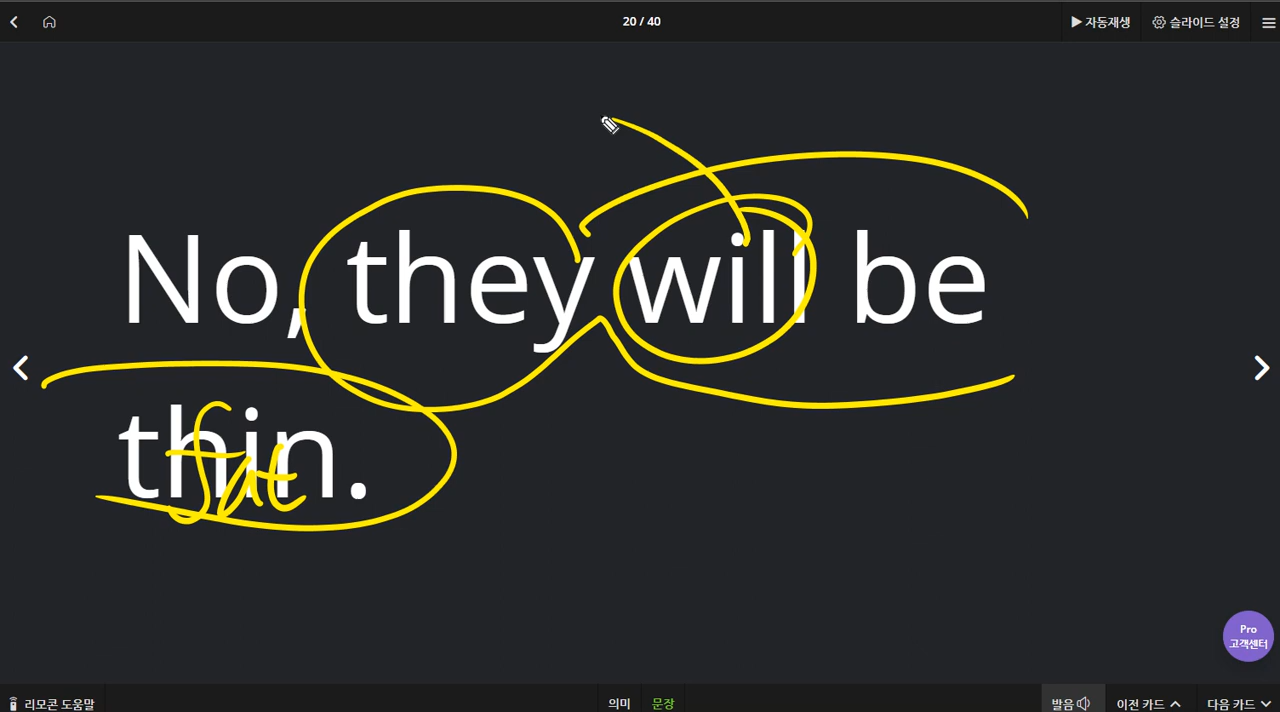 20 / 40
자동재생
슬라이드 설정
No, they will be
thin.
fat
Pro
고객센터
리모콘 도움말
의미
문장
발음
이전 카드
다음 카드